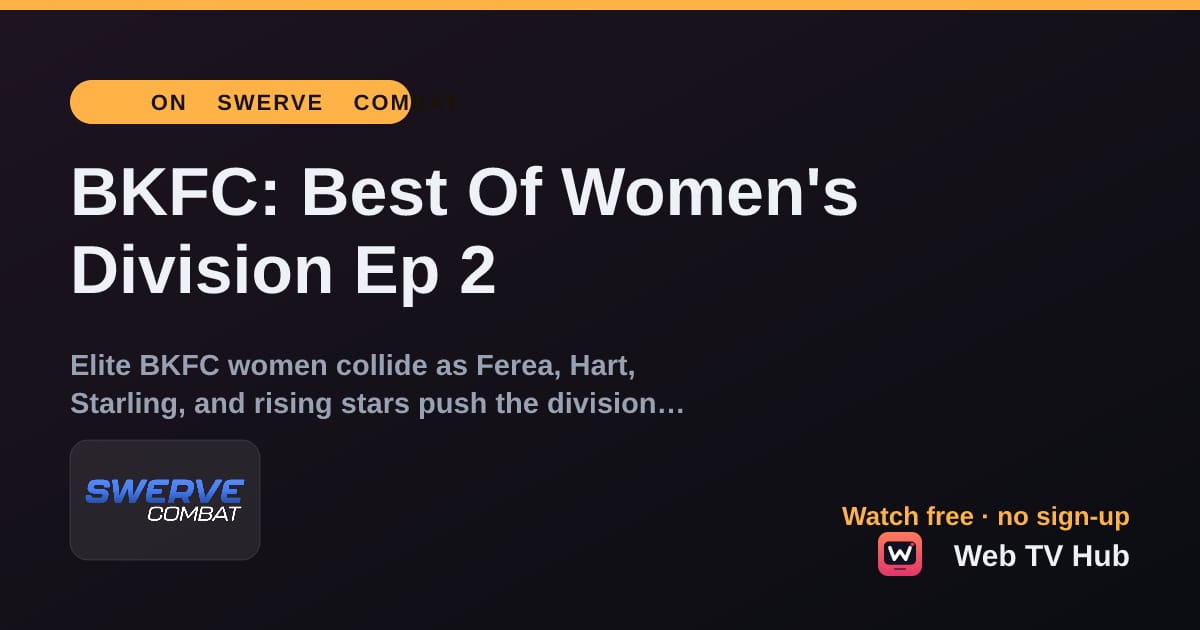 ON SWERVE COMBAT
BKFC: Best Of Women's
Division Ep 2
Elite BKFC women collide as Ferea, Hart,
Starling, and rising stars push the division…
SWERVE
COMBAT
Watch free · no sign-up
W
Web TV Hub